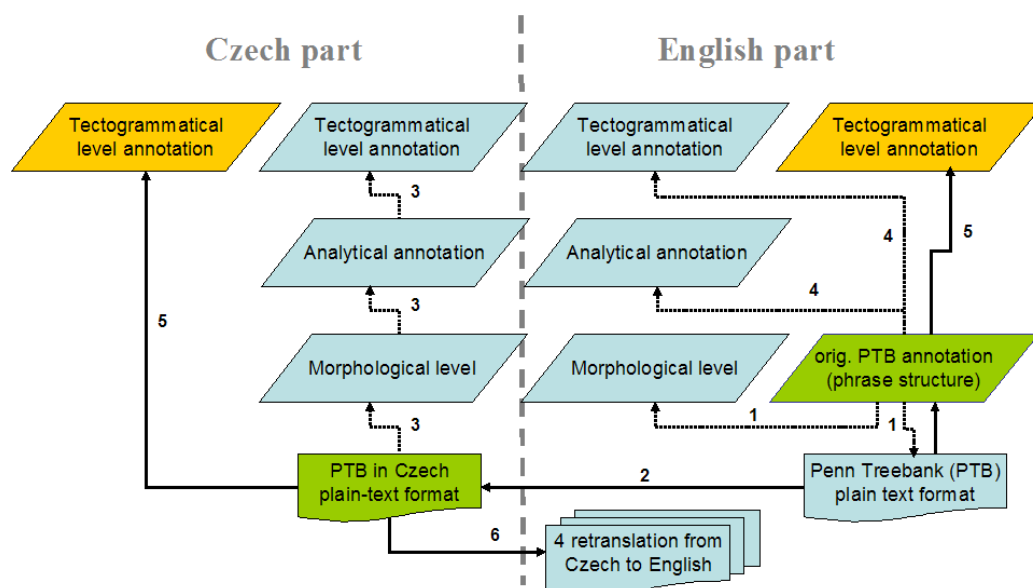 Czech part
English part
Tectogrammatical
level annotation
Tectogrammatical
level annotation
Tectogrammatical
level annotation
Tectogrammatical
level annotation
3
4
5
Analytical annotation
Analytical annotation
3
4
5
Morphological level
Morphological level
orig. PTB annotation
(phrase structure)
3
1
1
PTB in Czech
plain-text format
2
Penn Treebank (PTB)
plain text format
6
4 retranslation from
Czech to English